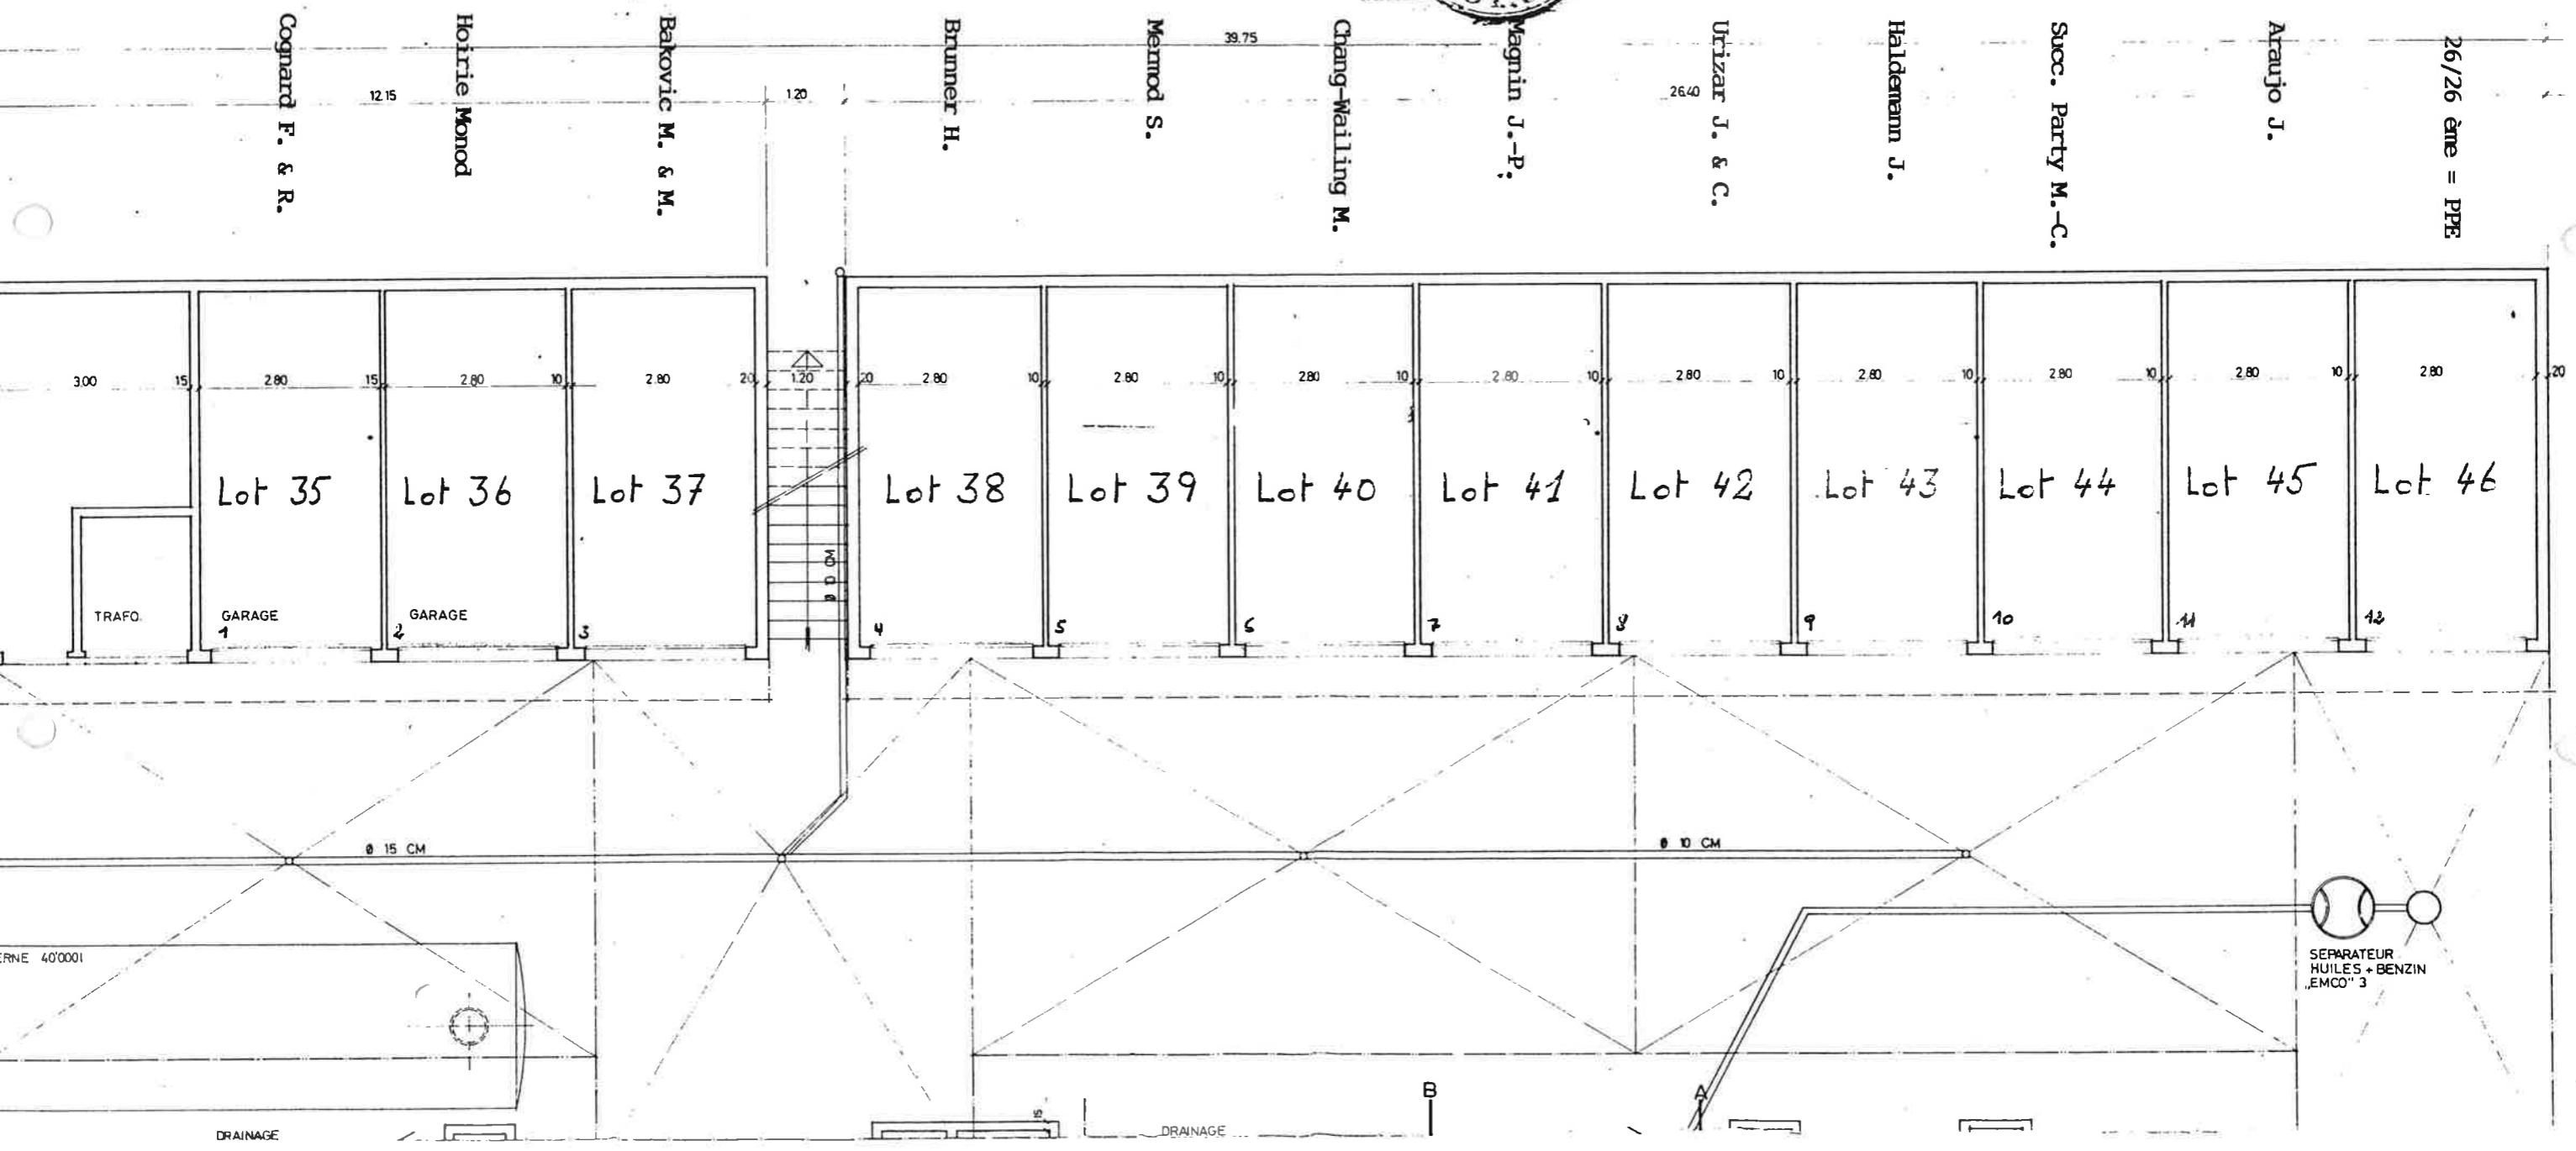 Cognard F. & R.
Hoirie Monod
Bakovic M. & M.
Brunner H.
Mermod S.
Chang-Wailing M.
Magnin J.-P.
Urizar J. & C.
Haldemann J.
Succ. Party M.-C.
Araujo J.
26/26 ème = PPE
39.75
12.15
1.20
26.40
3.00 15 2.80 15 2.80 10 2.80 20 1.20 20 2.80 10 2.80 10 2.80 10 2.80 10 2.80 10 2.80 10 2.80 10 2.80 10 2.80 20
Lot 35
Lot 36
Lot 37
Lot 38
Lot 39
Lot 40
Lot 41
Lot 42
Lot 43
Lot 44
Lot 45
Lot 46
Ø 10 CM
TRAFO.
GARAGE
GARAGE
1 2 3 4 5 6 7 8 9 10 11 12
Ø 15 CM
Ø 10 CM
ERNE 40'000l
SEPARATEUR
HUILES + BENZIN
„EMCO" 3
B
A
15
DRAINAGE
DRAINAGE